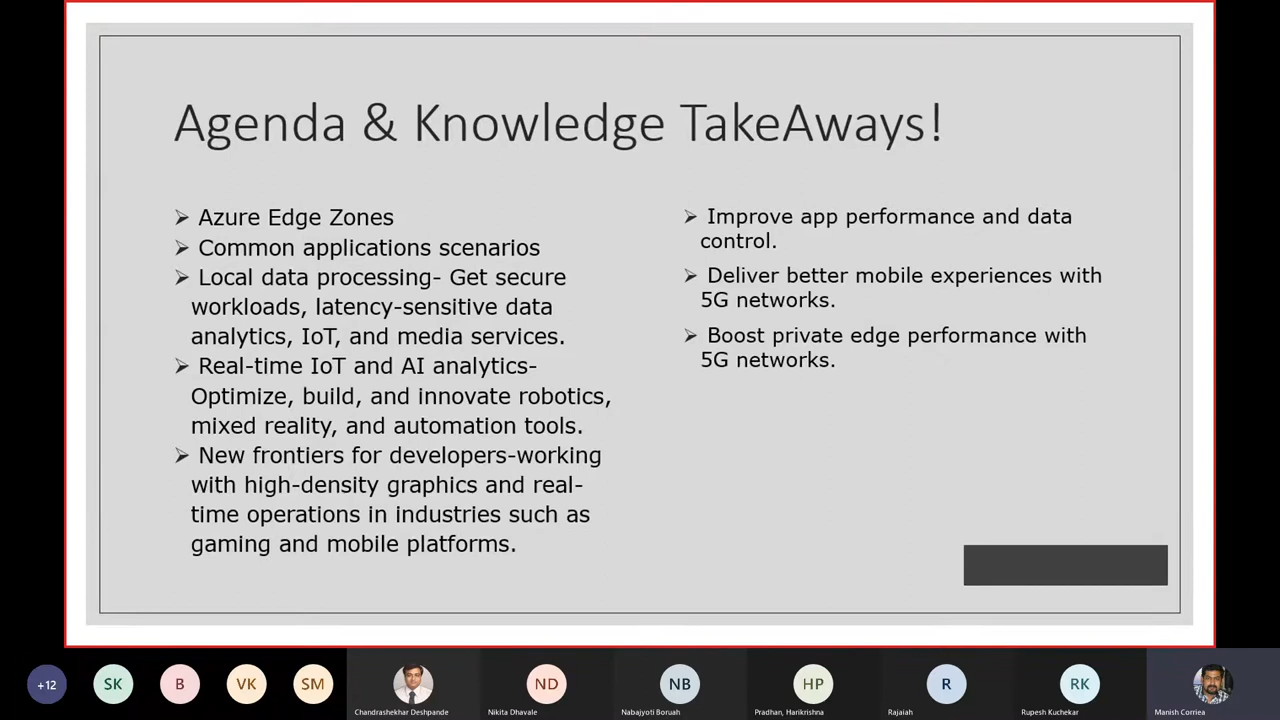 Agenda & Knowledge TakeAways!
➢ Azure Edge Zones
➢ Common applications scenarios
➢ Local data processing- Get secure
workloads, latency-sensitive data
analytics, IoT, and media services.
➢ Real-time IoT and AI analytics-
Optimize, build, and innovate robotics,
mixed reality, and automation tools.
➢ New frontiers for developers-working
with high-density graphics and real-
time operations in industries such as
gaming and mobile platforms.
➢ Improve app performance and data
control.
➢ Deliver better mobile experiences with
5G networks.
➢ Boost private edge performance with
5G networks.
+12
SK
B
VK
SM
Chandrashekhar Deshpande
ND
Nikita Dhavale
NB
Nabajyoti Boruah
HP
Pradhan, Harikrishna
R
Rajaiah
RK
Rupesh Kuchekar
Manish Corriea